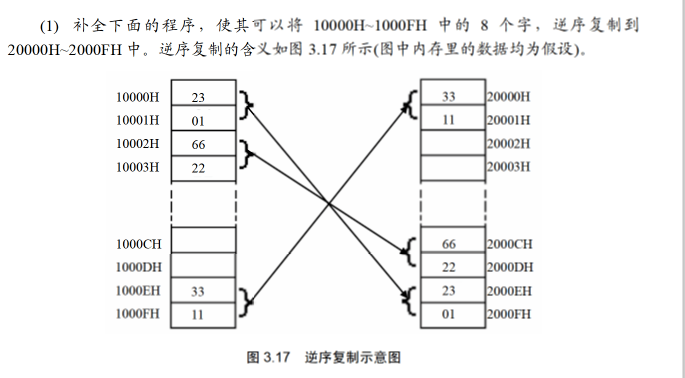 (1) 补全下面的程序，使其可以将 10000H~1000FH 中的 8 个字，逆序复制到
20000H~2000FH 中。逆序复制的含义如图 3.17 所示(图中内存里的数据均为假设)。
10000H 23 33 20000H
10001H 01 11 20001H
10002H 66 20002H
10003H 22 20003H
1000CH 66 2000CH
1000DH 22 2000DH
1000EH 33 23 2000EH
1000FH 11 01 2000FH
图 3.17 逆序复制示意图